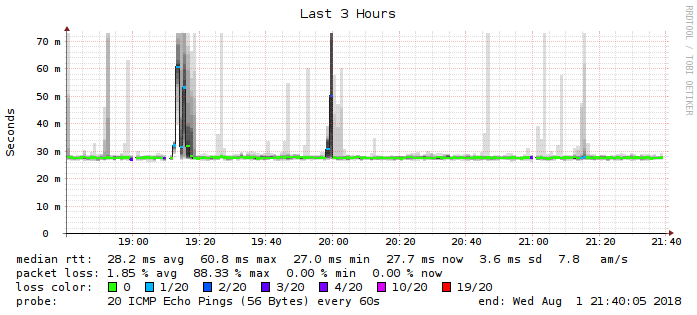 Last 3 Hours
RRDTOOL / TOBI OETIKER
Seconds
70 m
60 m
50 m
40 m
30 m
20 m
10 m
0
19:00 19:20 19:40 20:00 20:20 20:40 21:00 21:20 21:40
median rtt: 28.2 ms avg 60.8 ms max 27.0 ms min 27.7 ms now 3.6 ms sd 7.8 am/s
packet loss: 1.85 % avg 88.33 % max 0.00 % min 0.00 % now
loss color: 0 1/20 2/20 3/20 4/20 10/20 19/20
probe: 20 ICMP Echo Pings (56 Bytes) every 60s end: Wed Aug 1 21:40:05 2018